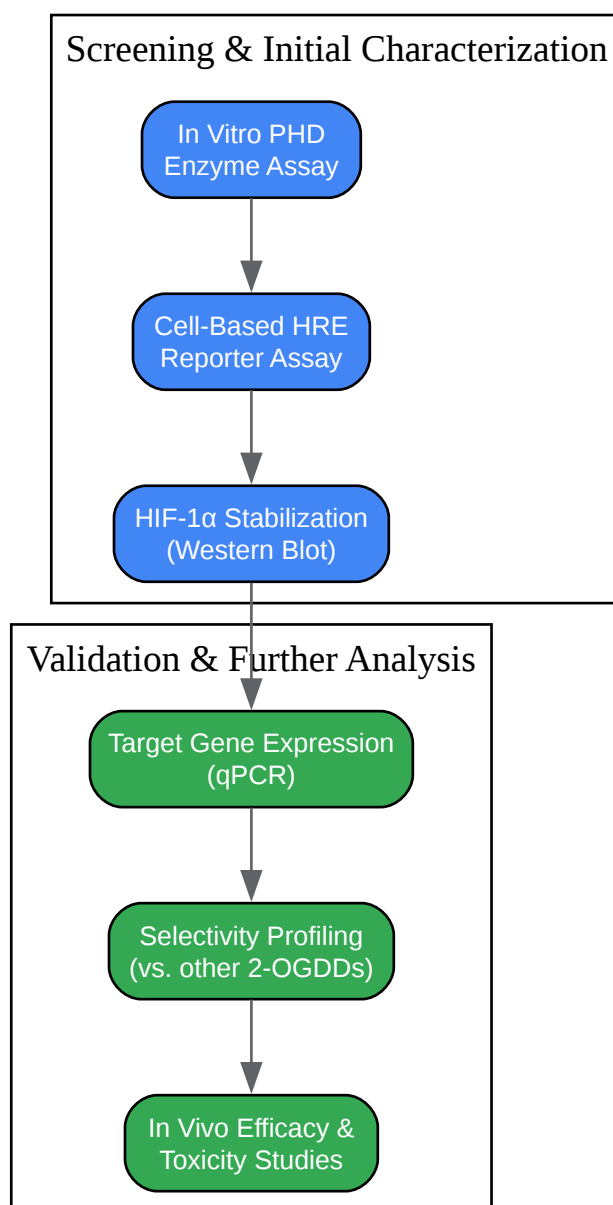 Screening & Initial Characterization
In Vitro PHD
Enzyme Assay
Cell-Based HRE
Reporter Assay
HIF-1α Stabilization
(Western Blot)
Validation & Further Analysis
Target Gene Expression
(qPCR)
Selectivity Profiling
(vs. other 2-OGDDs)
In Vivo Efficacy &
Toxicity Studies